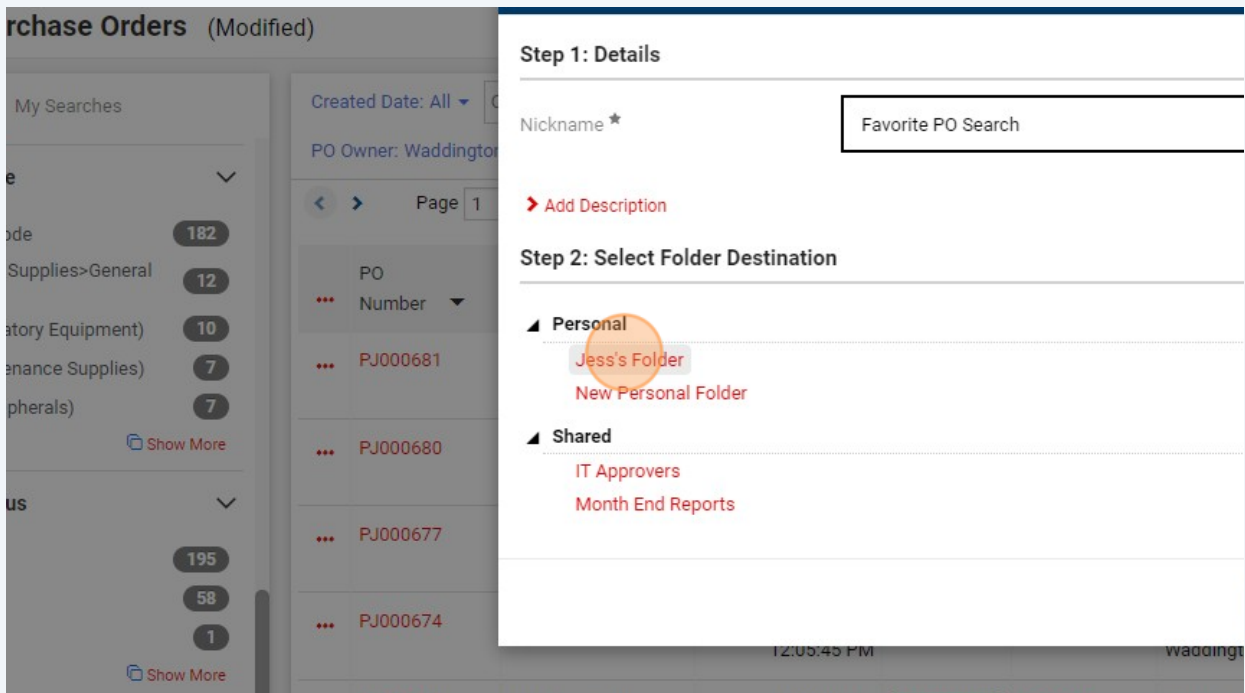 rchase Orders (Modified)
My Searches
e
ode 182
Supplies>General 12
atory Equipment) 10
enance Supplies) 7
pherals) 7
Show More
us
195
58
1
Show More
Created Date: All
PO Owner: Waddington
Page 1
PO
Number
PJ000681
PJ000680
PJ000677
PJ000674
12:05:45 PM Waddingt
Step 1: Details
Nickname ★ Favorite PO Search
Add Description
Step 2: Select Folder Destination
Personal
Jess's Folder
New Personal Folder
Shared
IT Approvers
Month End Reports